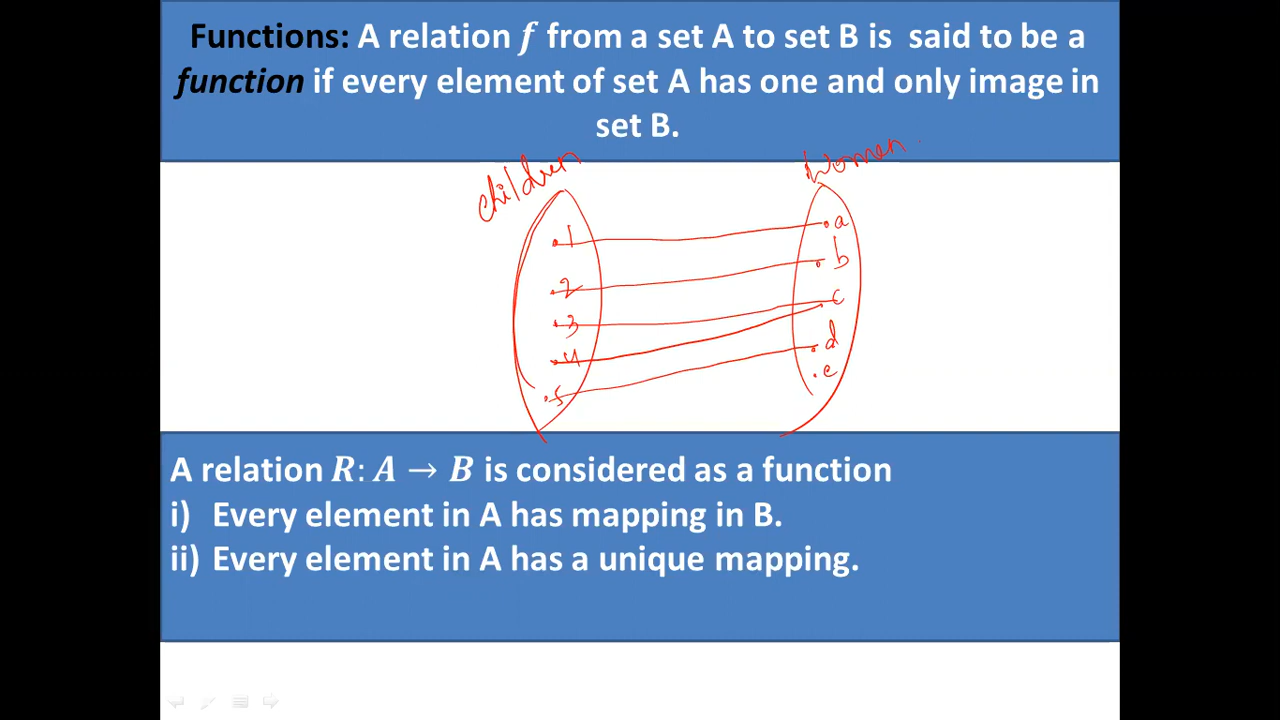 Functions: A relation f from a set A to set B is said to be a
function if every element of set A has one and only image in
set B.
children
women
1
a
2
b
3
c
4
d
5
e
A relation R: A → B is considered as a function
i) Every element in A has mapping in B.
ii) Every element in A has a unique mapping.